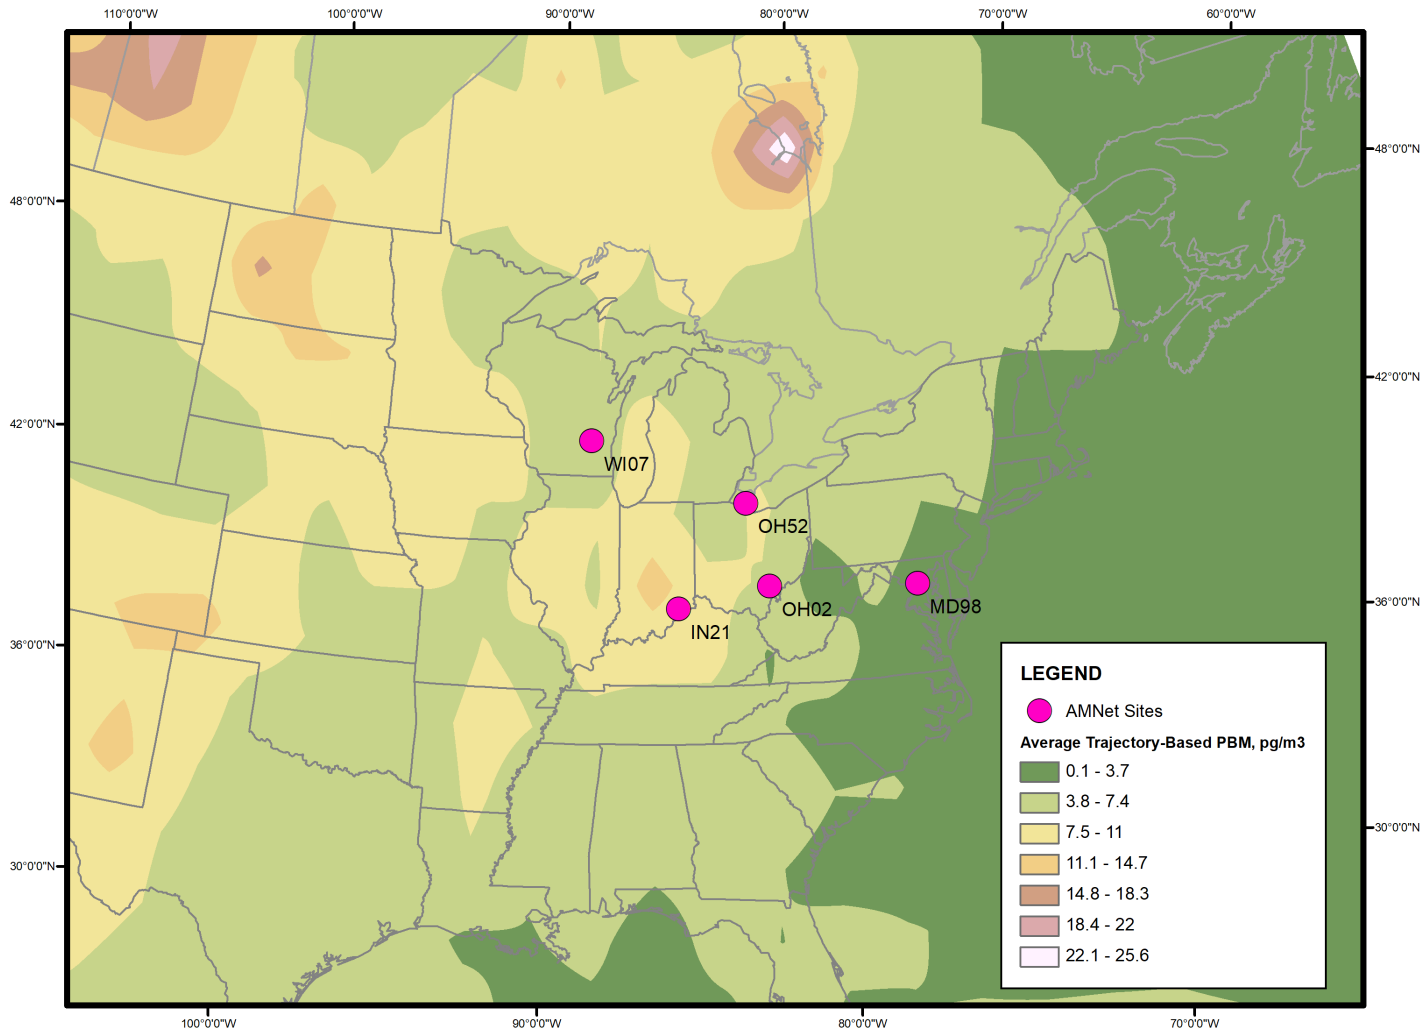 110°0'0"W 100°0'0"W 90°0'0"W 80°0'0"W 70°0'0"W 60°0'0"W
48°0'0"N
48°0'0"N
42°0'0"N
42°0'0"N
WI07
OH52
OH02
MD98
36°0'0"N
IN21
36°0'0"N
LEGEND
AMNet Sites
Average Trajectory-Based PBM, pg/m3
0.1 - 3.7
3.8 - 7.4
7.5 - 11
11.1 - 14.7
14.8 - 18.3
18.4 - 22
22.1 - 25.6
30°0'0"N
30°0'0"N
100°0'0"W 90°0'0"W 80°0'0"W 70°0'0"W